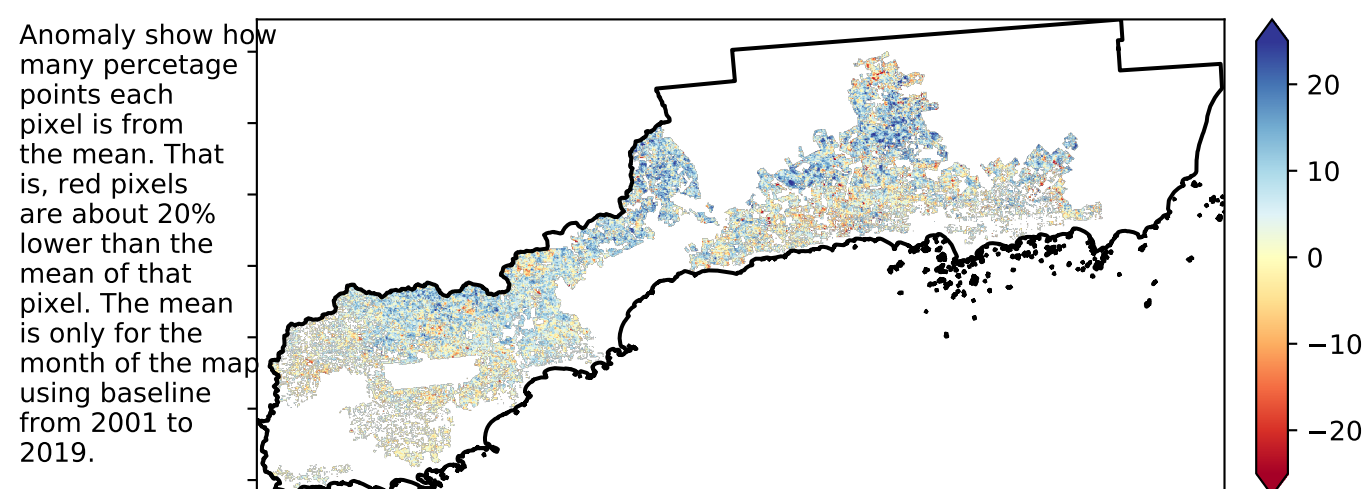 Anomaly show how
many percetage
points each
pixel is from
the mean. That
is, red pixels
are about 20%
lower than the
mean of that
pixel. The mean
is only for the
month of the map
using baseline
from 2001 to
2019.
20
10
0
−10
−20